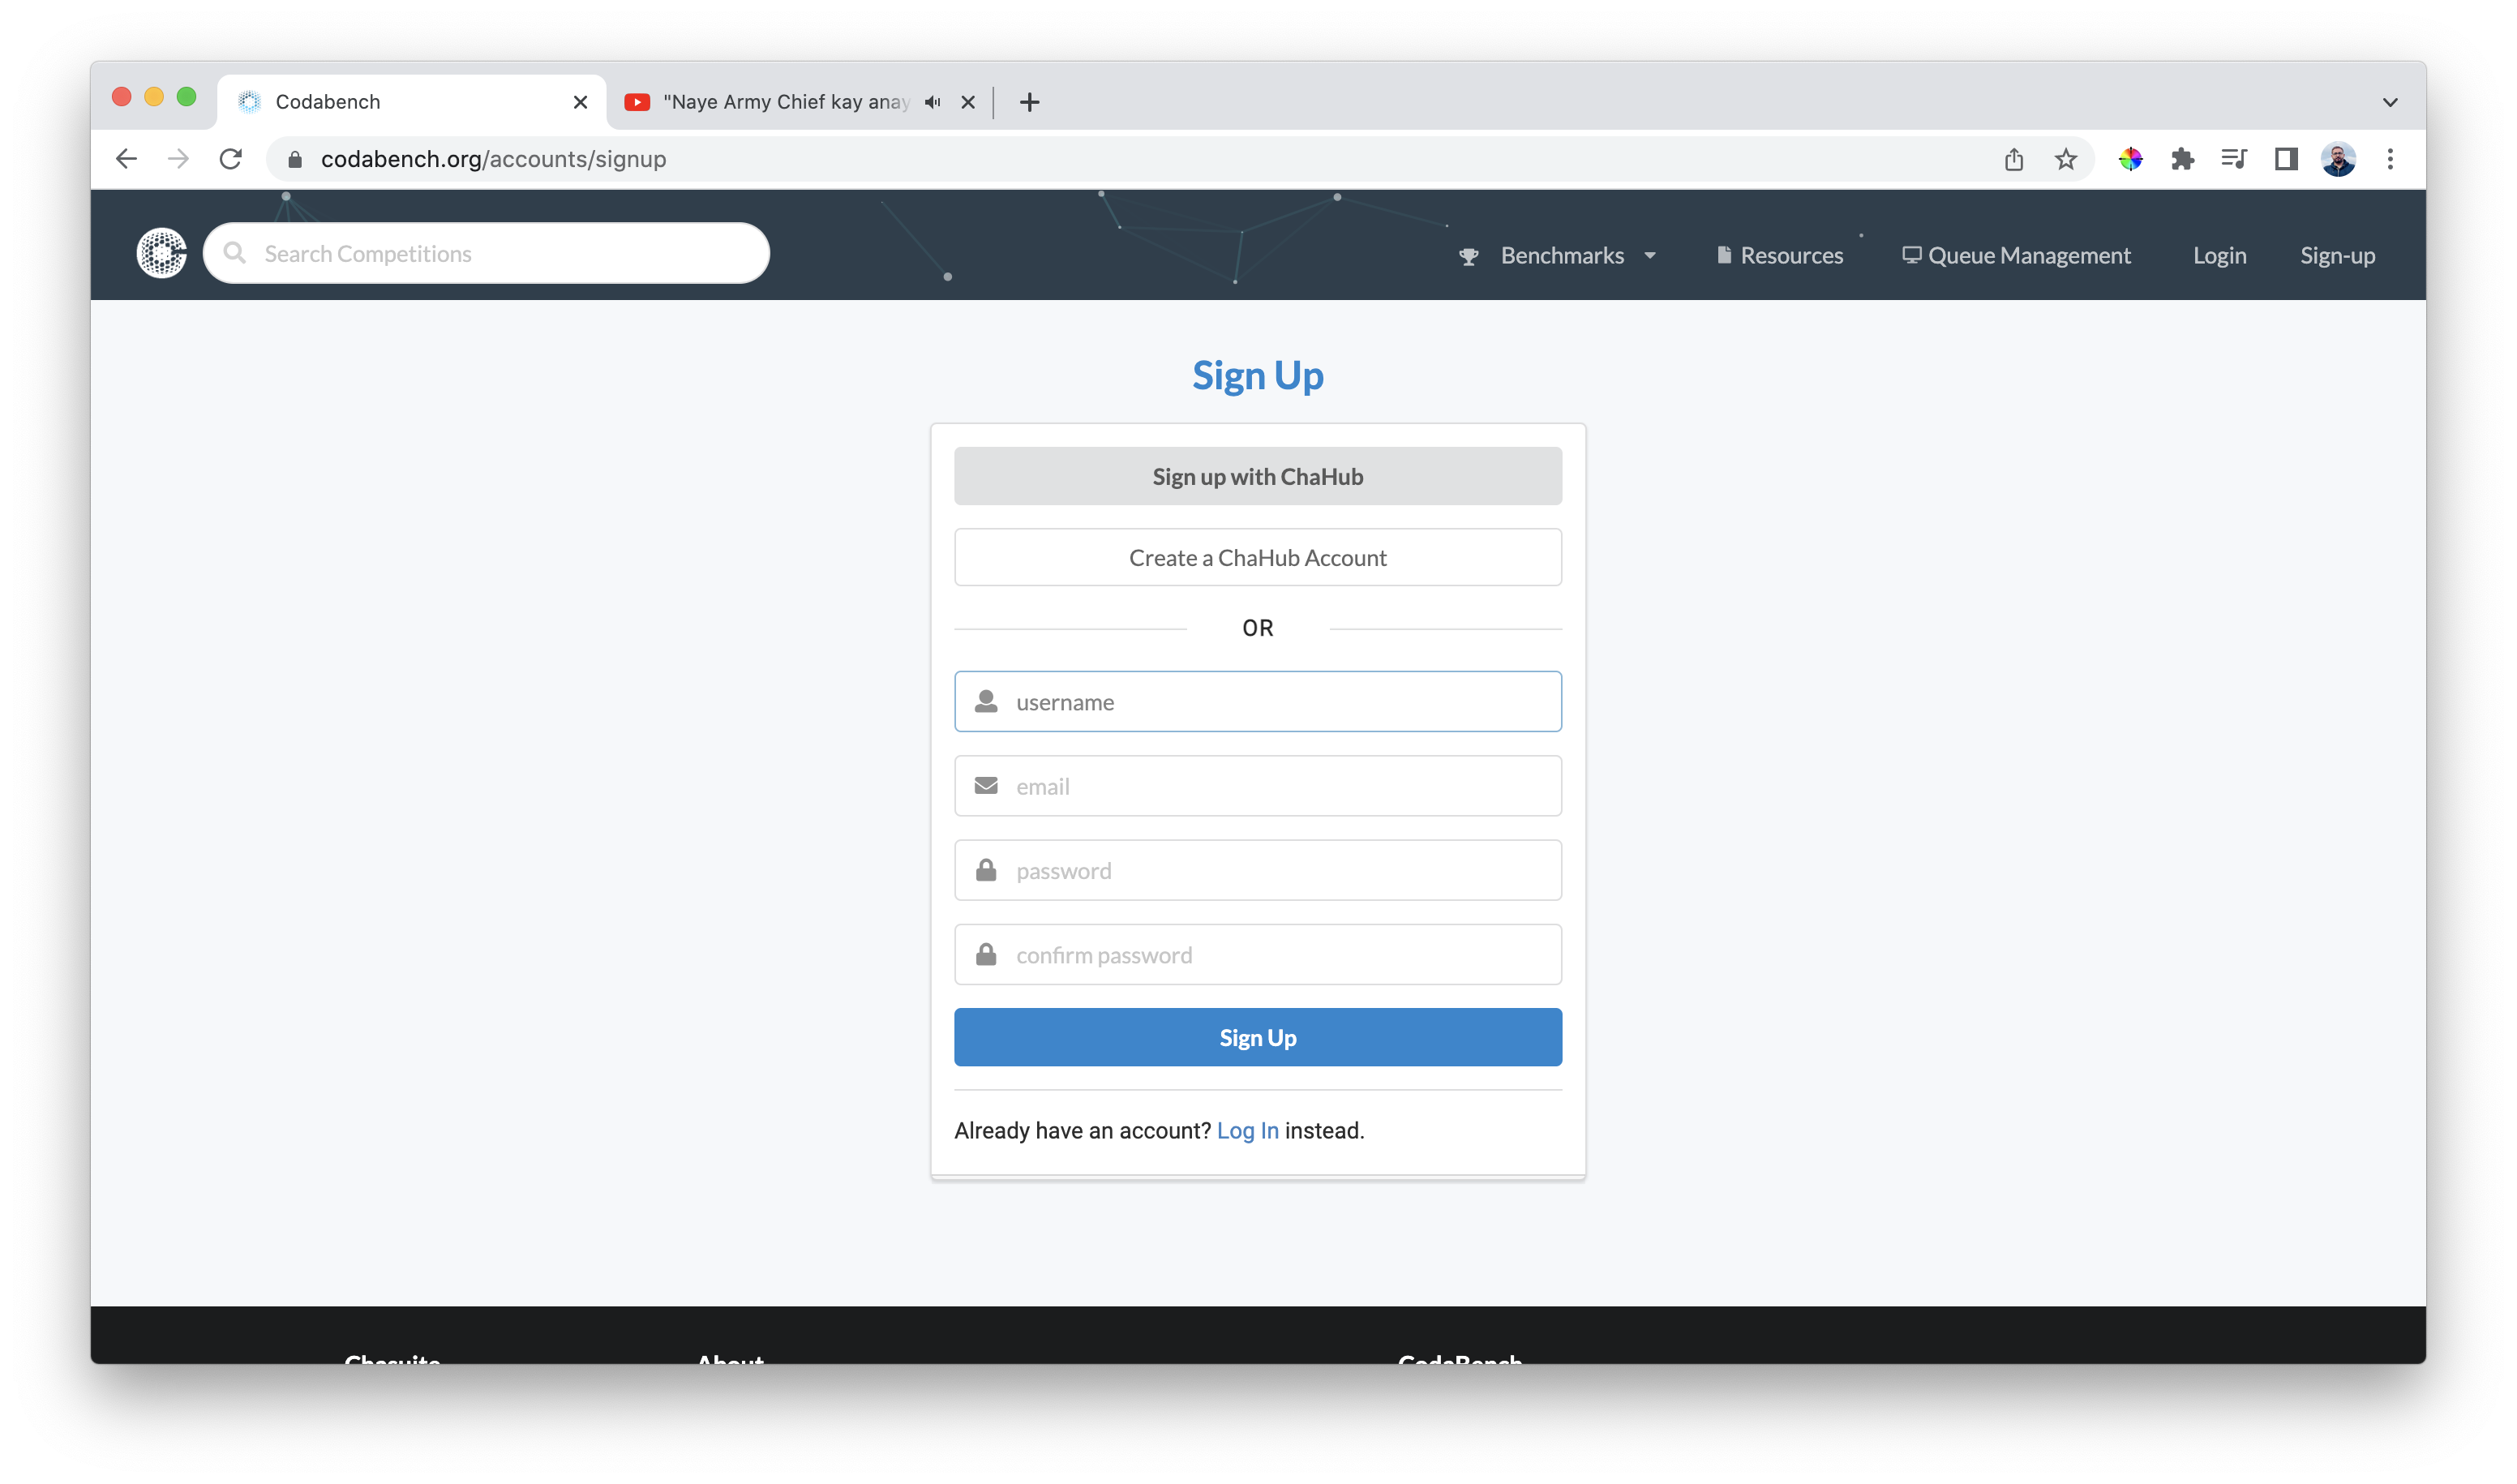 Codabench
"Naye Army Chief kay anay
codabench.org/accounts/signup
Search Competitions
Benchmarks
Resources
Queue Management
Login
Sign-up
Sign Up
Sign up with ChaHub
Create a ChaHub Account
OR
username
email
password
confirm password
Sign Up
Already have an account? Log In instead.
Chasuite
About
CodaBench